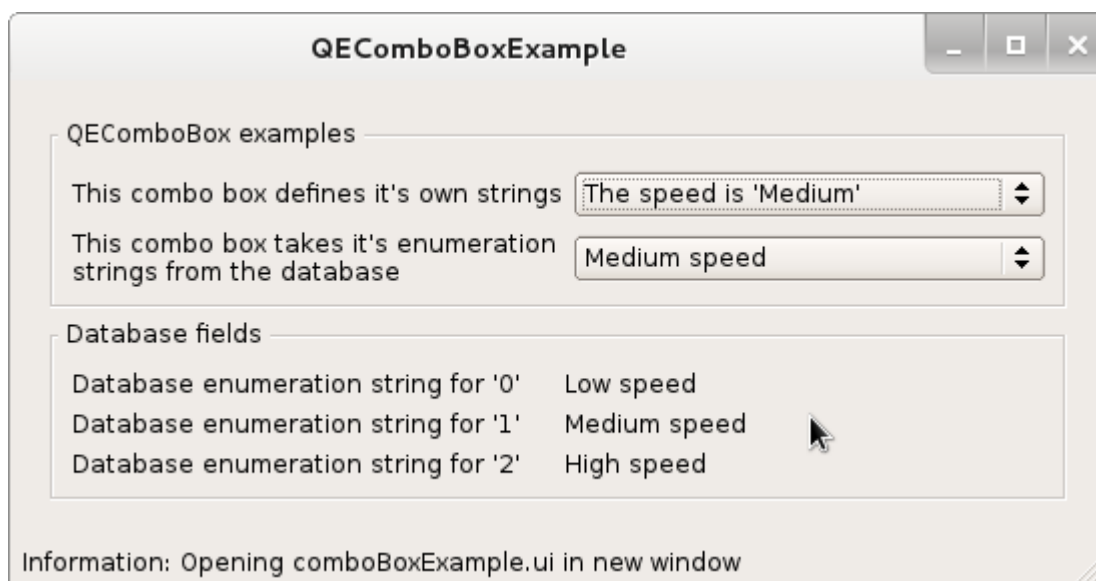 QEComboBoxExample
QEComboBox examples
This combo box defines it's own strings
The speed is 'Medium'
This combo box takes it's enumeration
strings from the database
Medium speed
Database fields
Database enumeration string for '0' Low speed
Database enumeration string for '1' Medium speed
Database enumeration string for '2' High speed
Information: Opening comboBoxExample.ui in new window